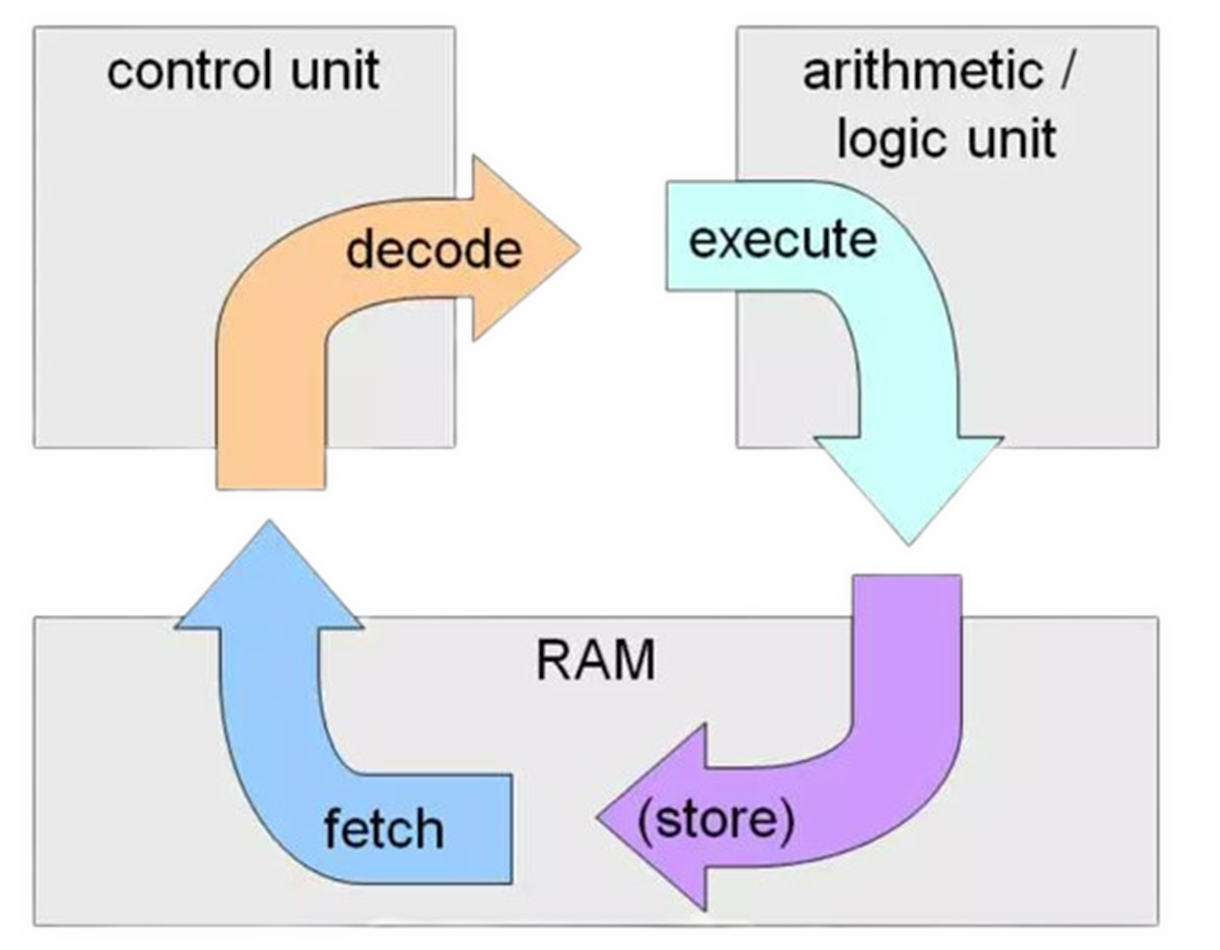 control unit
arithmetic /
logic unit
decode
execute
RAM
fetch
(store)